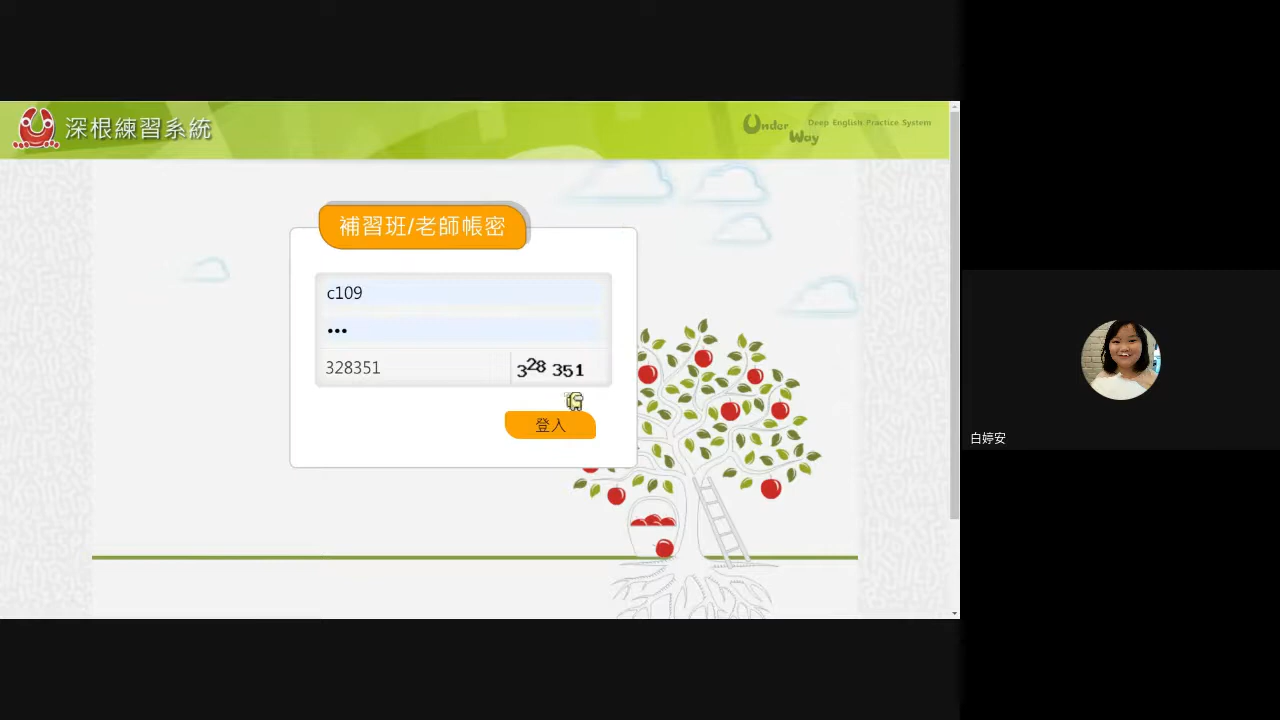 深根練習系統
Under Way
Deep English Practice System
補習班/老師帳密
c109
•••
328351
328 351
登入
白婷安